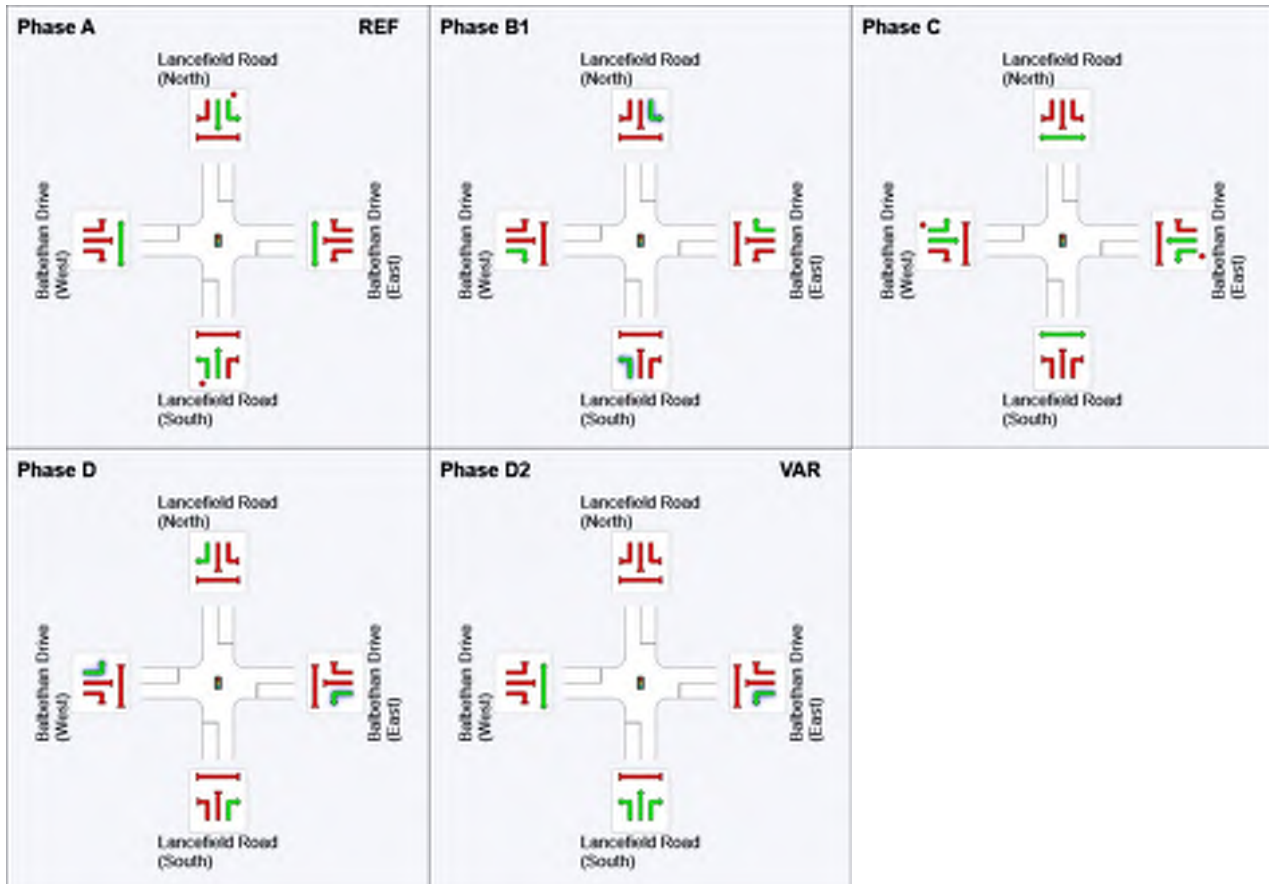 Phase A REF
Lancefield Road
(North)
Balbethan Drive
(West)
Balbethan Drive
(East)
Lancefield Road
(South)
Phase B1
Lancefield Road
(North)
Balbethan Drive
(West)
Balbethan Drive
(East)
Lancefield Road
(South)
Phase C
Lancefield Road
(North)
Balbethan Drive
(West)
Balbethan Drive
(East)
Lancefield Road
(South)
Phase D
Lancefield Road
(North)
Balbethan Drive
(West)
Balbethan Drive
(East)
Lancefield Road
(South)
Phase D2 VAR
Lancefield Road
(North)
Balbethan Drive
(West)
Balbethan Drive
(East)
Lancefield Road
(South)